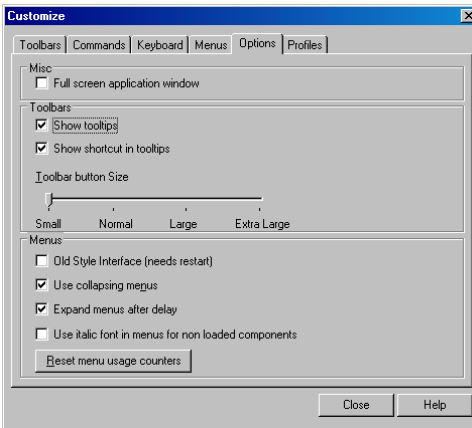 Customize
Toolbars Commands Keyboard Menus Options Profiles
Misc
Full screen application window
Toolbars
Show tooltips
Show shortcut in tooltips
Toolbar button Size
Small Normal Large Extra Large
Menus
Old Style Interface (needs restart)
Use collapsing menus
Expand menus after delay
Use italic font in menus for non loaded components
Reset menu usage counters
Close Help